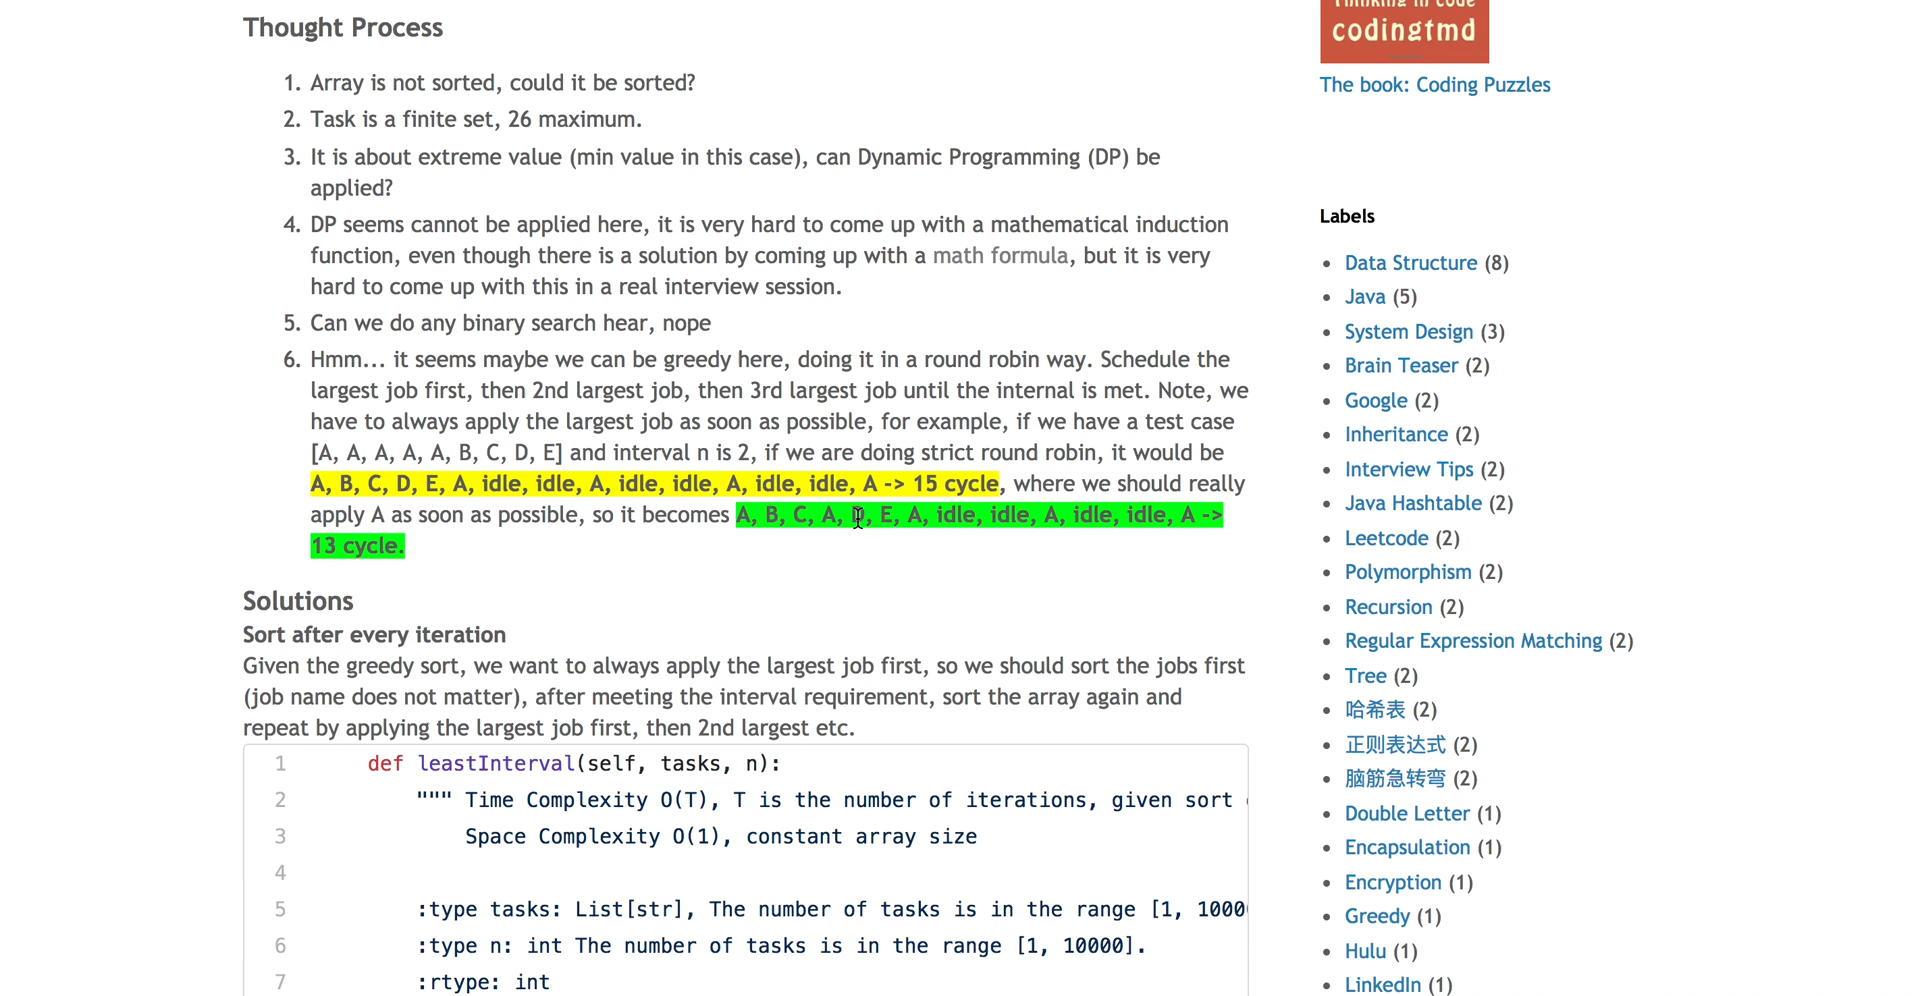 Thought Process
1. Array is not sorted, could it be sorted?
2. Task is a finite set, 26 maximum.
3. It is about extreme value (min value in this case), can Dynamic Programming (DP) be
applied?
4. DP seems cannot be applied here, it is very hard to come up with a mathematical induction
function, even though there is a solution by coming up with a math formula, but it is very
hard to come up with this in a real interview session.
5. Can we do any binary search hear, nope
6. Hmm... it seems maybe we can be greedy here, doing it in a round robin way. Schedule the
largest job first, then 2nd largest job, then 3rd largest job until the internal is met. Note, we
have to always apply the largest job as soon as possible, for example, if we have a test case
[A, A, A, A, A, B, C, D, E] and interval n is 2, if we are doing strict round robin, it would be
A, B, C, D, E, A, idle, idle, A, idle, idle, A, idle, idle, A -> 15 cycle, where we should really
apply A as soon as possible, so it becomes A, B, C, A, D, E, A, idle, idle, A, idle, idle, A ->
13 cycle.
Solutions
Sort after every iteration
Given the greedy sort, we want to always apply the largest job first, so we should sort the jobs first
(job name does not matter), after meeting the interval requirement, sort the array again and
repeat by applying the largest job first, then 2nd largest etc.
1 def leastInterval(self, tasks, n):
2 """ Time Complexity O(T), T is the number of iterations, given sort
3 Space Complexity O(1), constant array size
4
5 :type tasks: List[str], The number of tasks is in the range [1, 1000
6 :type n: int The number of tasks is in the range [1, 10000].
7 :rtype: int
Thinking in code
codingtmd
The book: Coding Puzzles
Labels
Data Structure (8)
Java (5)
System Design (3)
Brain Teaser (2)
Google (2)
Inheritance (2)
Interview Tips (2)
Java Hashtable (2)
Leetcode (2)
Polymorphism (2)
Recursion (2)
Regular Expression Matching (2)
Tree (2)
哈希表 (2)
正则表达式 (2)
脑筋急转弯 (2)
Double Letter (1)
Encapsulation (1)
Encryption (1)
Greedy (1)
Hulu (1)
LinkedIn (1)